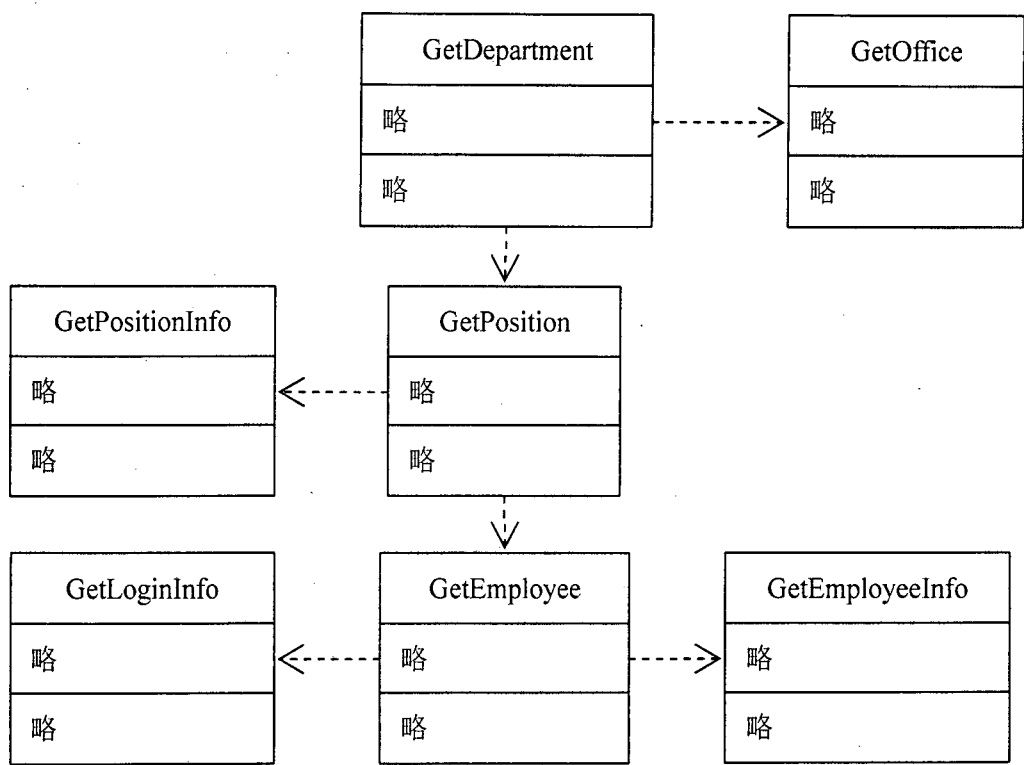 GetDepartment
略
略
GetOffice
略
略
GetPositionInfo
略
略
GetPosition
略
略
GetLoginInfo
略
略
GetEmployee
略
略
GetEmployeeInfo
略
略